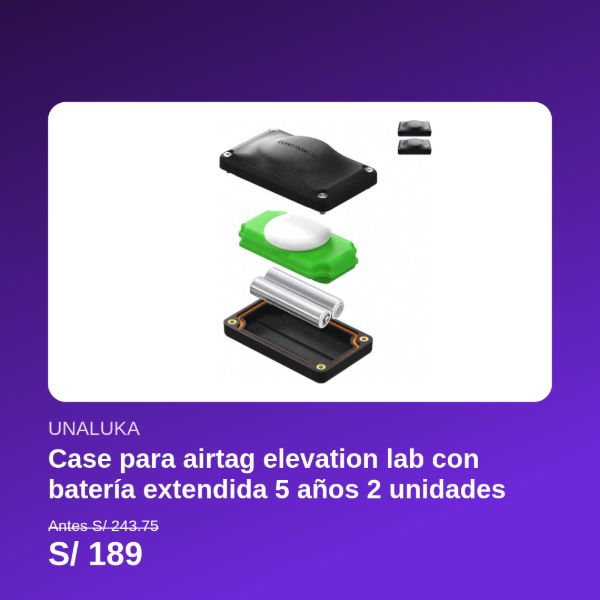 UNALUKA
Case para airtag elevation lab con
batería extendida 5 años 2 unidades
Antes S/ 243.75
S/ 189